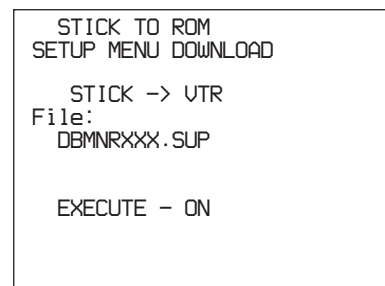 STICK TO ROM
SETUP MENU DOWNLOAD
STICK -> VTR
File:
DBMNRXXX.SUP
EXECUTE - ON